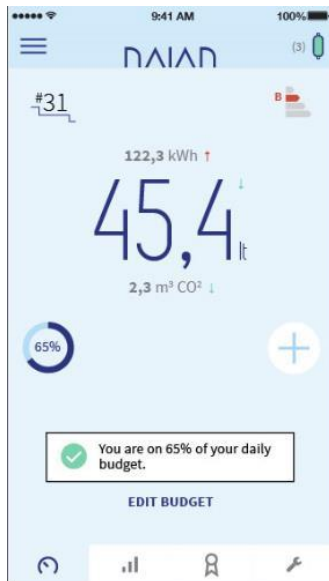 9:41 AM
100%
NAIAN
(3)
#31
B
122,3 kWh ↑
45,4 lt ↓
2,3 m³ CO² ↓
65%
You are on 65% of your daily
budget.
EDIT BUDGET